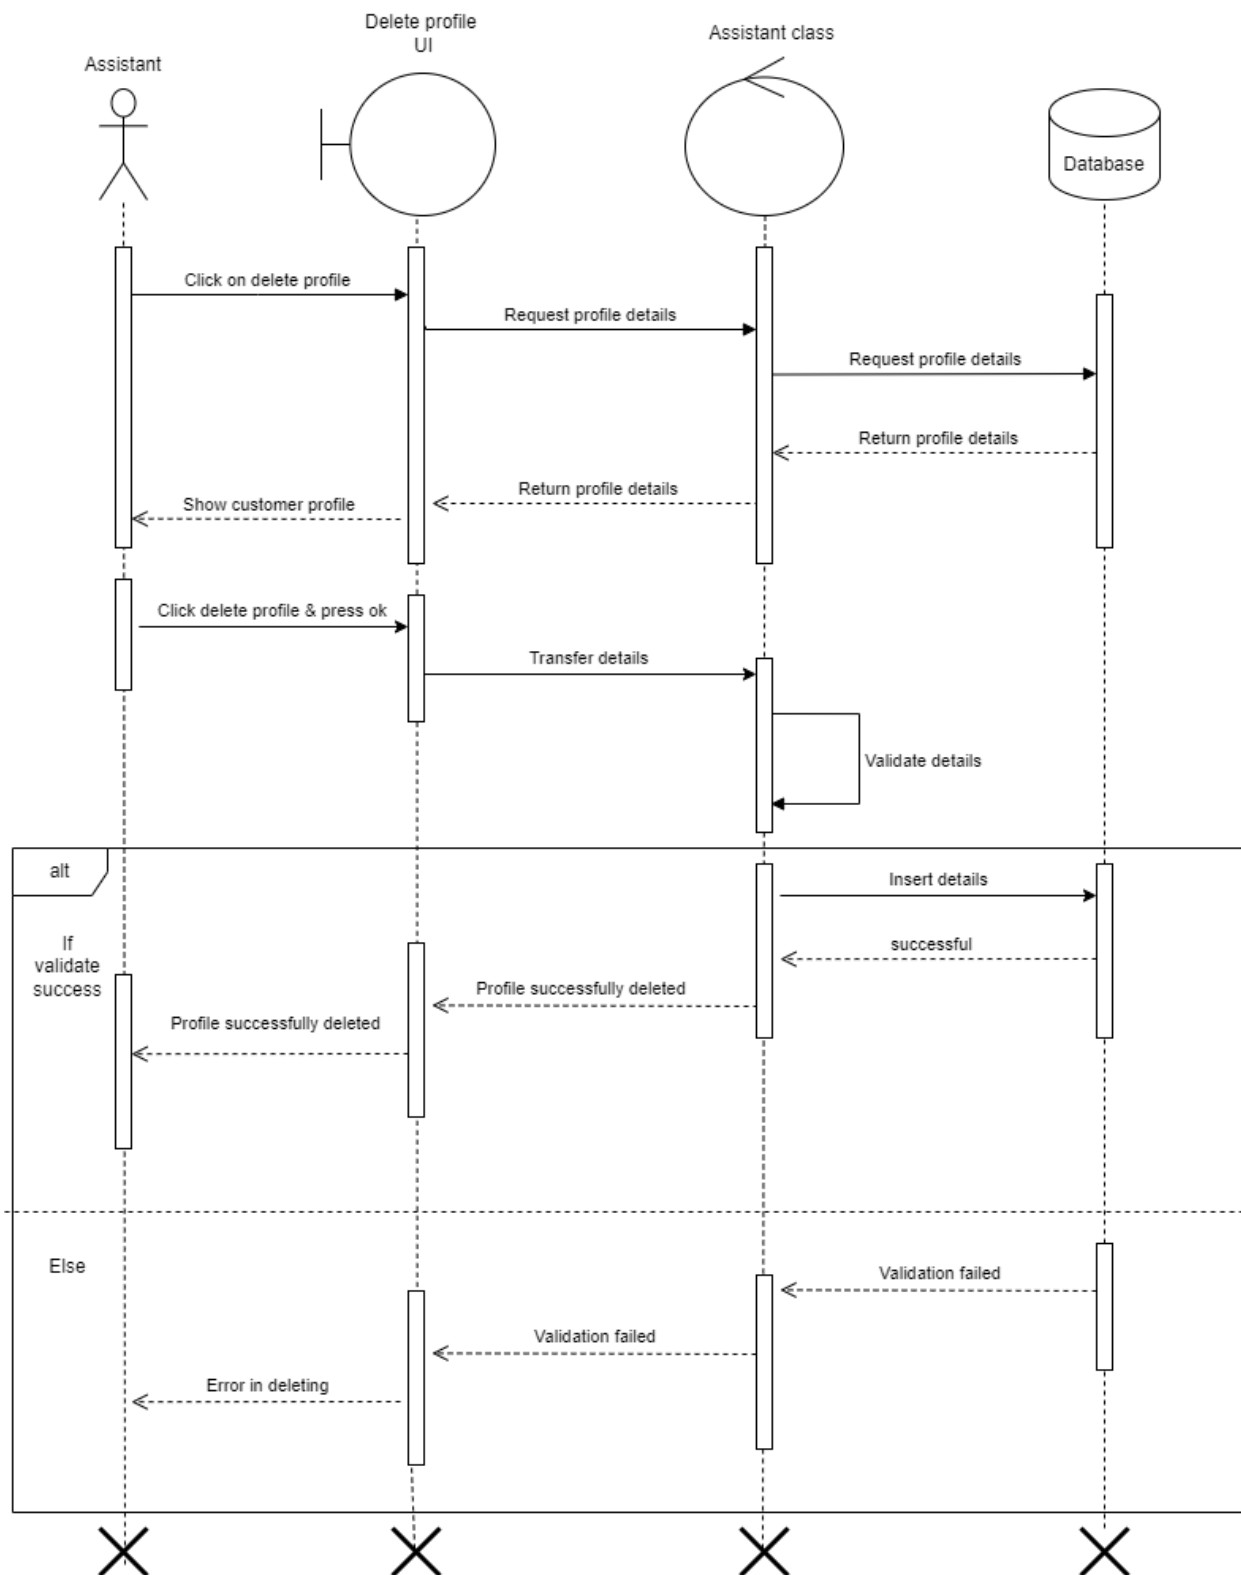 Delete profile
UI
Assistant class
Assistant
Database
Click on delete profile
Request profile details
Request profile details
Return profile details
Return profile details
Show customer profile
Click delete profile & press ok
Transfer details
Validate details
alt
Insert details
If
validate
success
successful
Profile successfully deleted
Profile successfully deleted
Else
Validation failed
Validation failed
Error in deleting